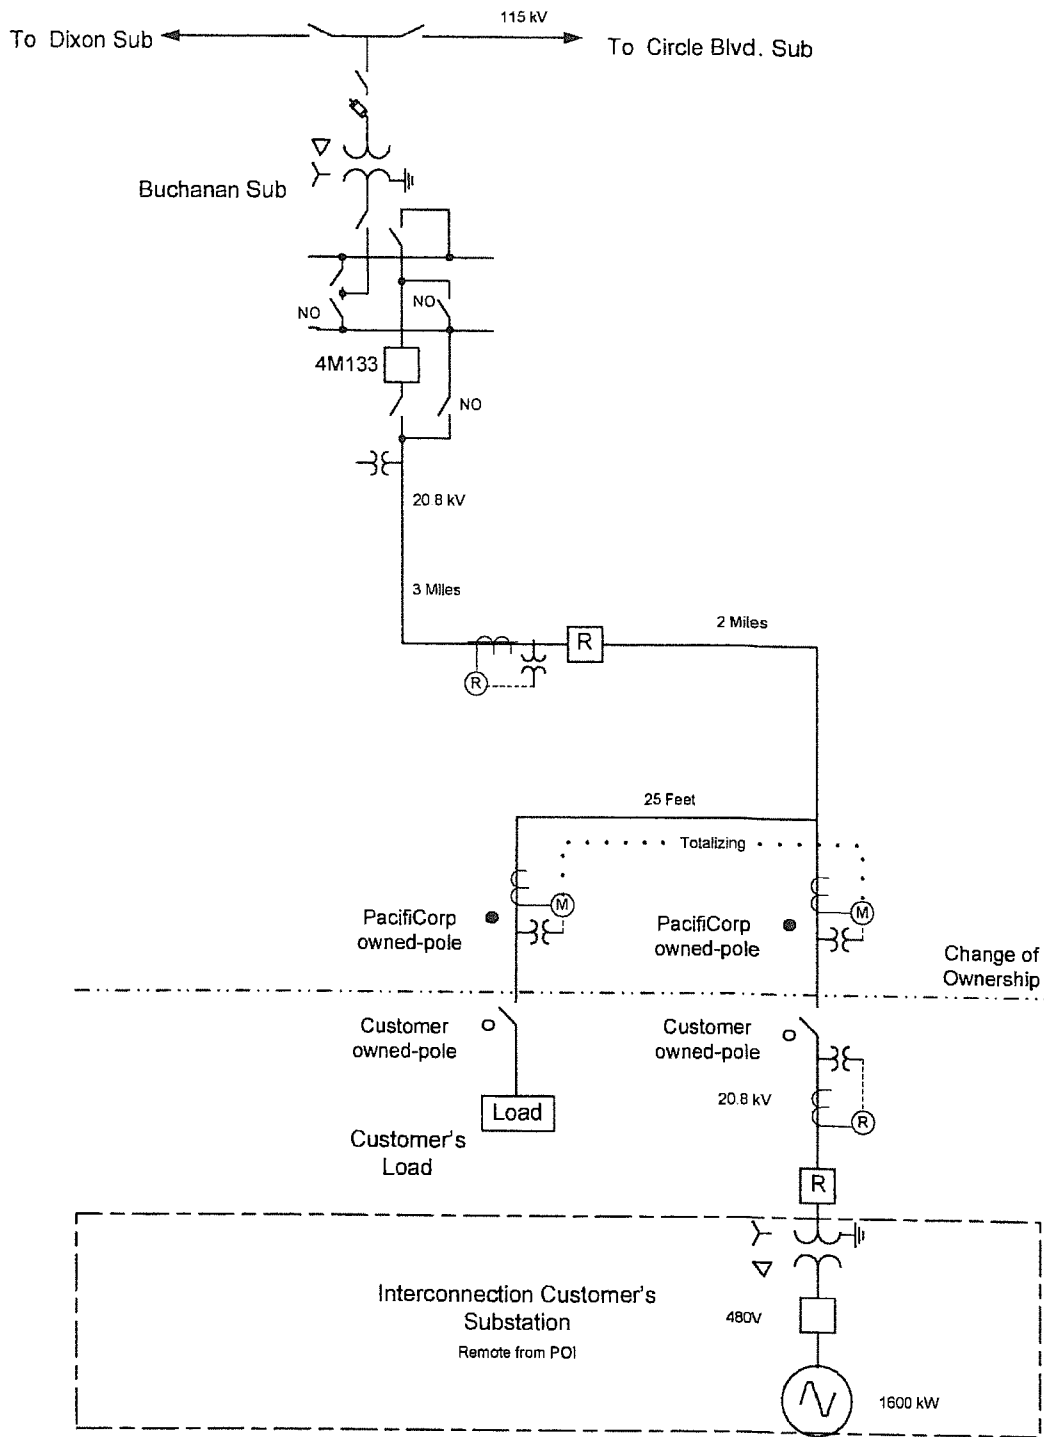 115 kV
To Dixon Sub
To Circle Blvd. Sub
Buchanan Sub
NO
NO
4M133
NO
20.8 kV
3 Miles
2 Miles
R
R
25 Feet
Totalizing
M
M
PacifiCorp
owned-pole
PacifiCorp
owned-pole
Change of
Ownership
Customer
owned-pole
Customer
owned-pole
20.8 kV
Load
R
Customer's
Load
R
Interconnection Customer's
Substation
Remote from POI
480V
1600 kW